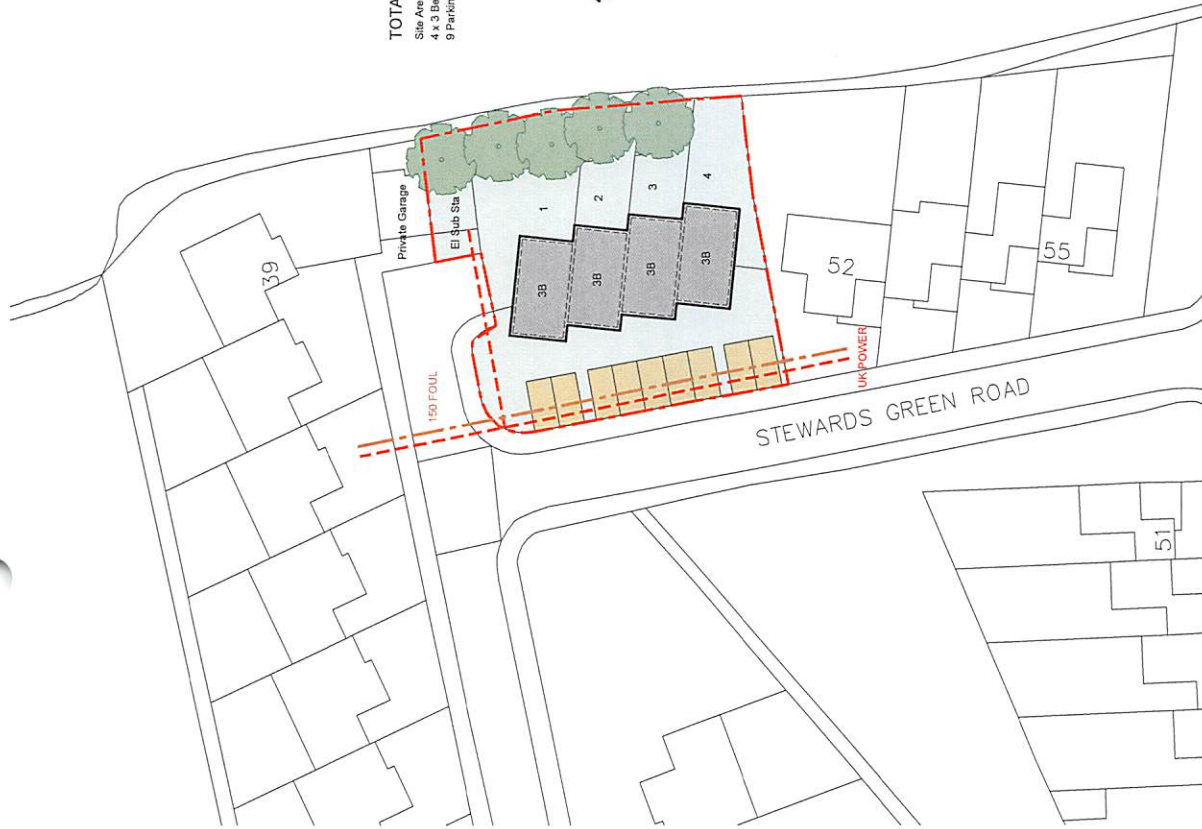 TOTA
Site Are
4 x 3 Be
9 Parkin
Private Garage
El Sub Sta
39
150 FOUL
1
2
3
4
3B
3B
3B
3B
52
55
UK POWER
STEWARDS GREEN ROAD
51